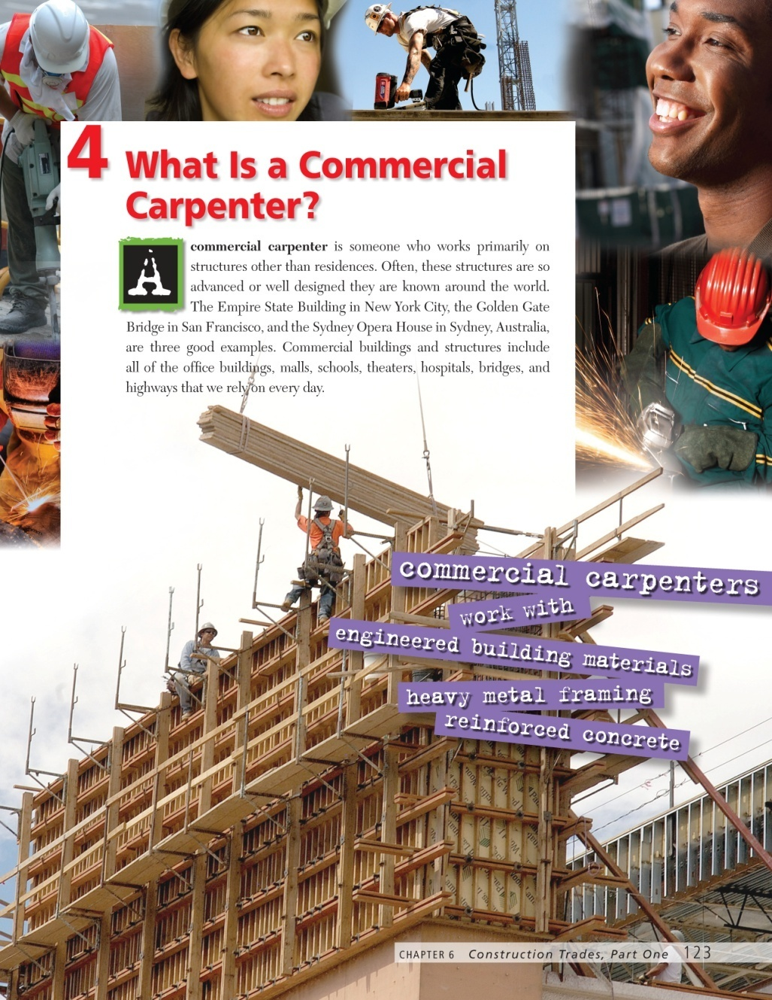 4 What Is a Commercial
Carpenter?
A commercial carpenter is someone who works primarily on
structures other than residences. Often, these structures are so
advanced or well designed they are known around the world.
The Empire State Building in New York City, the Golden Gate
Bridge in San Francisco, and the Sydney Opera House in Sydney, Australia,
are three good examples. Commercial buildings and structures include
all of the office buildings, malls, schools, theaters, hospitals, bridges, and
highways that we rely on every day.
commercial carpenters
work with
engineered building materials
heavy metal framing
reinforced concrete
CHAPTER 6 Construction Trades, Part One 123